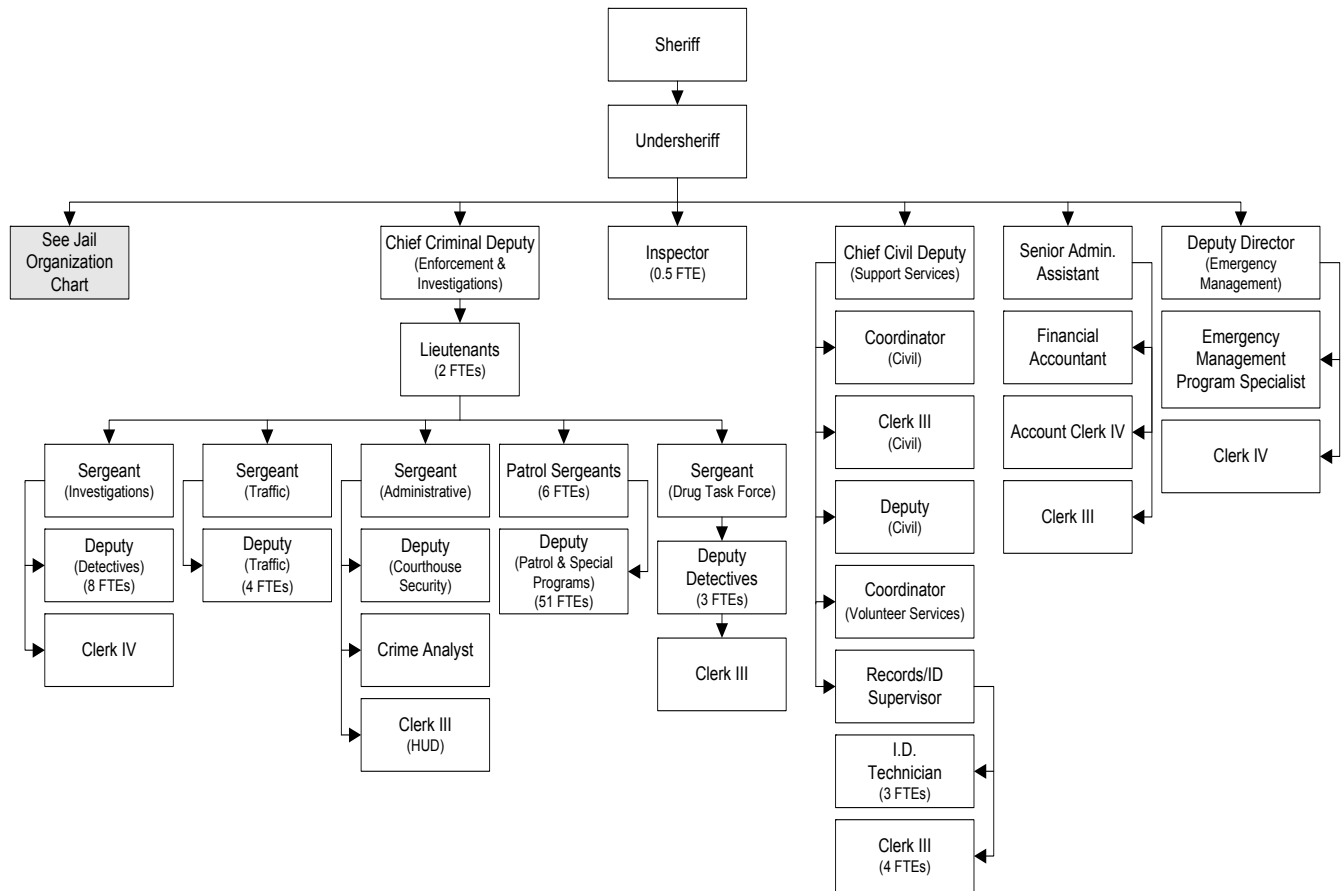 Sheriff
Undersheriff
See Jail
Organization
Chart
Chief Criminal Deputy
(Enforcement &
Investigations)
Inspector
(0.5 FTE)
Chief Civil Deputy
(Support Services)
Senior Admin.
Assistant
Deputy Director
(Emergency
Management)
Lieutenants
(2 FTEs)
Coordinator
(Civil)
Financial
Accountant
Emergency
Management
Program Specialist
Clerk III
(Civil)
Account Clerk IV
Clerk IV
Sergeant
(Investigations)
Sergeant
(Traffic)
Sergeant
(Administrative)
Patrol Sergeants
(6 FTEs)
Sergeant
(Drug Task Force)
Deputy
(Civil)
Clerk III
Deputy
(Detectives)
(8 FTEs)
Deputy
(Traffic)
(4 FTEs)
Deputy
(Courthouse
Security)
Deputy
(Patrol & Special
Programs)
(51 FTEs)
Deputy
Detectives
(3 FTEs)
Coordinator
(Volunteer Services)
Clerk IV
Crime Analyst
Clerk III
Records/ID
Supervisor
Clerk III
(HUD)
I.D.
Technician
(3 FTEs)
Clerk III
(4 FTEs)